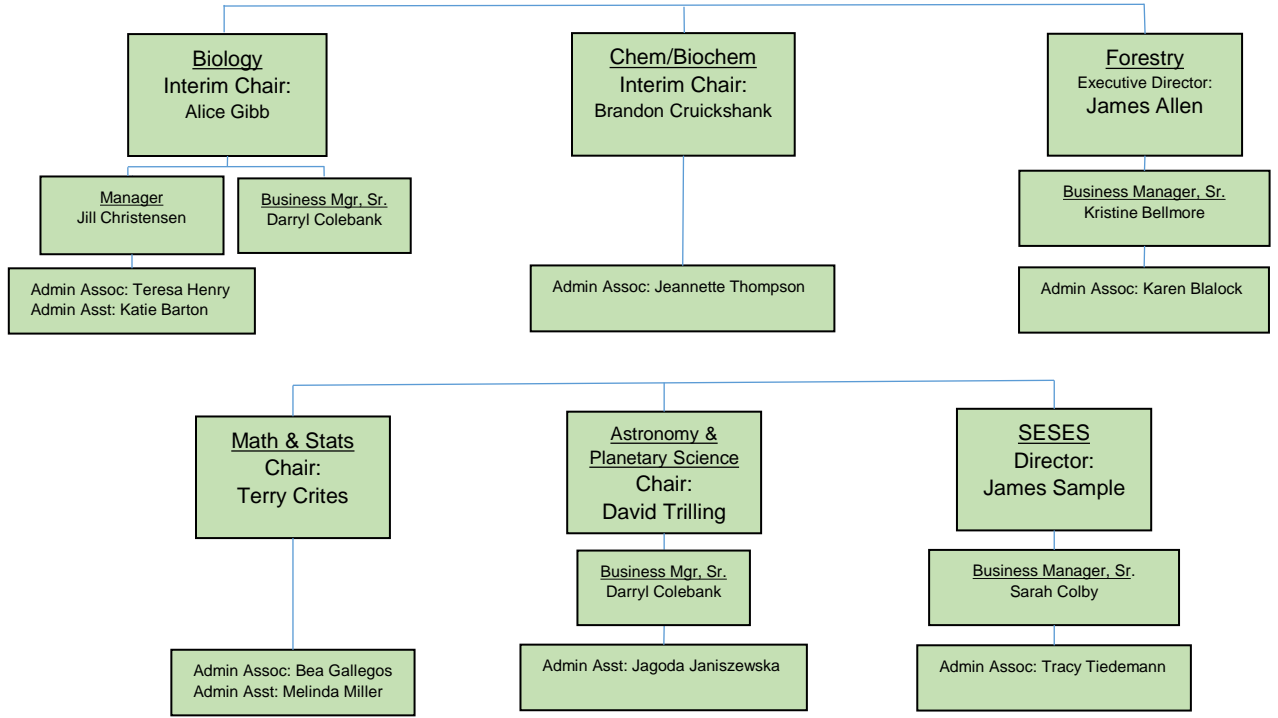 Biology
Interim Chair:
Alice Gibb
Chem/Biochem
Interim Chair:
Brandon Cruickshank
Forestry
Executive Director:
James Allen
Manager
Jill Christensen
Business Mgr, Sr.
Darryl Colebank
Business Manager, Sr.
Kristine Bellmore
Admin Assoc: Teresa Henry
Admin Asst: Katie Barton
Admin Assoc: Jeannette Thompson
Admin Assoc: Karen Blalock
Math & Stats
Chair:
Terry Crites
Astronomy &
Planetary Science
Chair:
David Trilling
SESES
Director:
James Sample
Business Mgr, Sr.
Darryl Colebank
Business Manager, Sr.
Sarah Colby
Admin Assoc: Bea Gallegos
Admin Asst: Melinda Miller
Admin Asst: Jagoda Janiszewska
Admin Assoc: Tracy Tiedemann